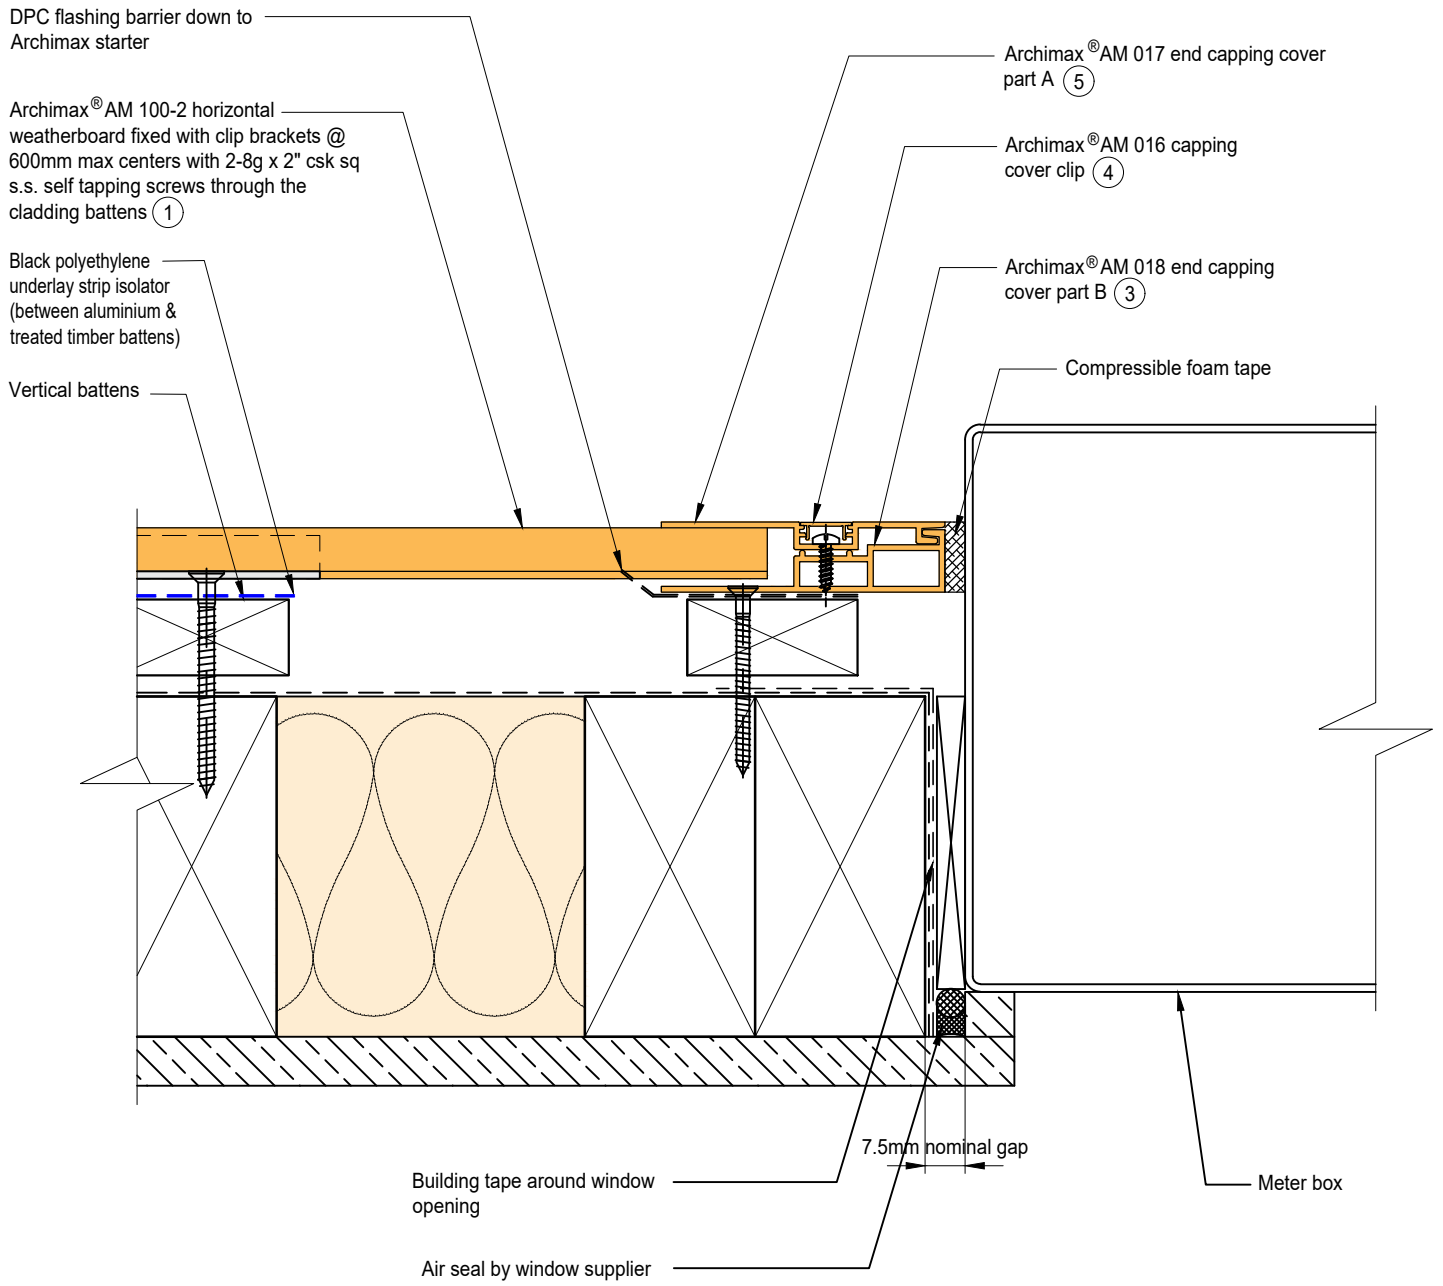 DPC flashing barrier down to
Archimax starter
Archimax® AM 100-2 horizontal
weatherboard fixed with clip brackets @
600mm max centers with 2-8g x 2" csk sq
s.s. self tapping screws through the
cladding battens 1
Black polyethylene
underlay strip isolator
(between aluminium &
treated timber battens)
Vertical battens
Archimax® AM 017 end capping cover
part A 5
Archimax® AM 016 capping
cover clip 4
Archimax® AM 018 end capping
cover part B 3
Compressible foam tape
7.5mm nominal gap
Building tape around window
opening
Meter box
Air seal by window supplier